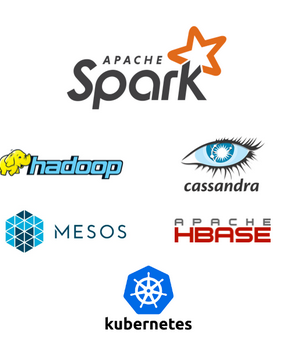 APACHE
Spark
hadoop
cassandra
MESOS
APACHE
HBASE
kubernetes